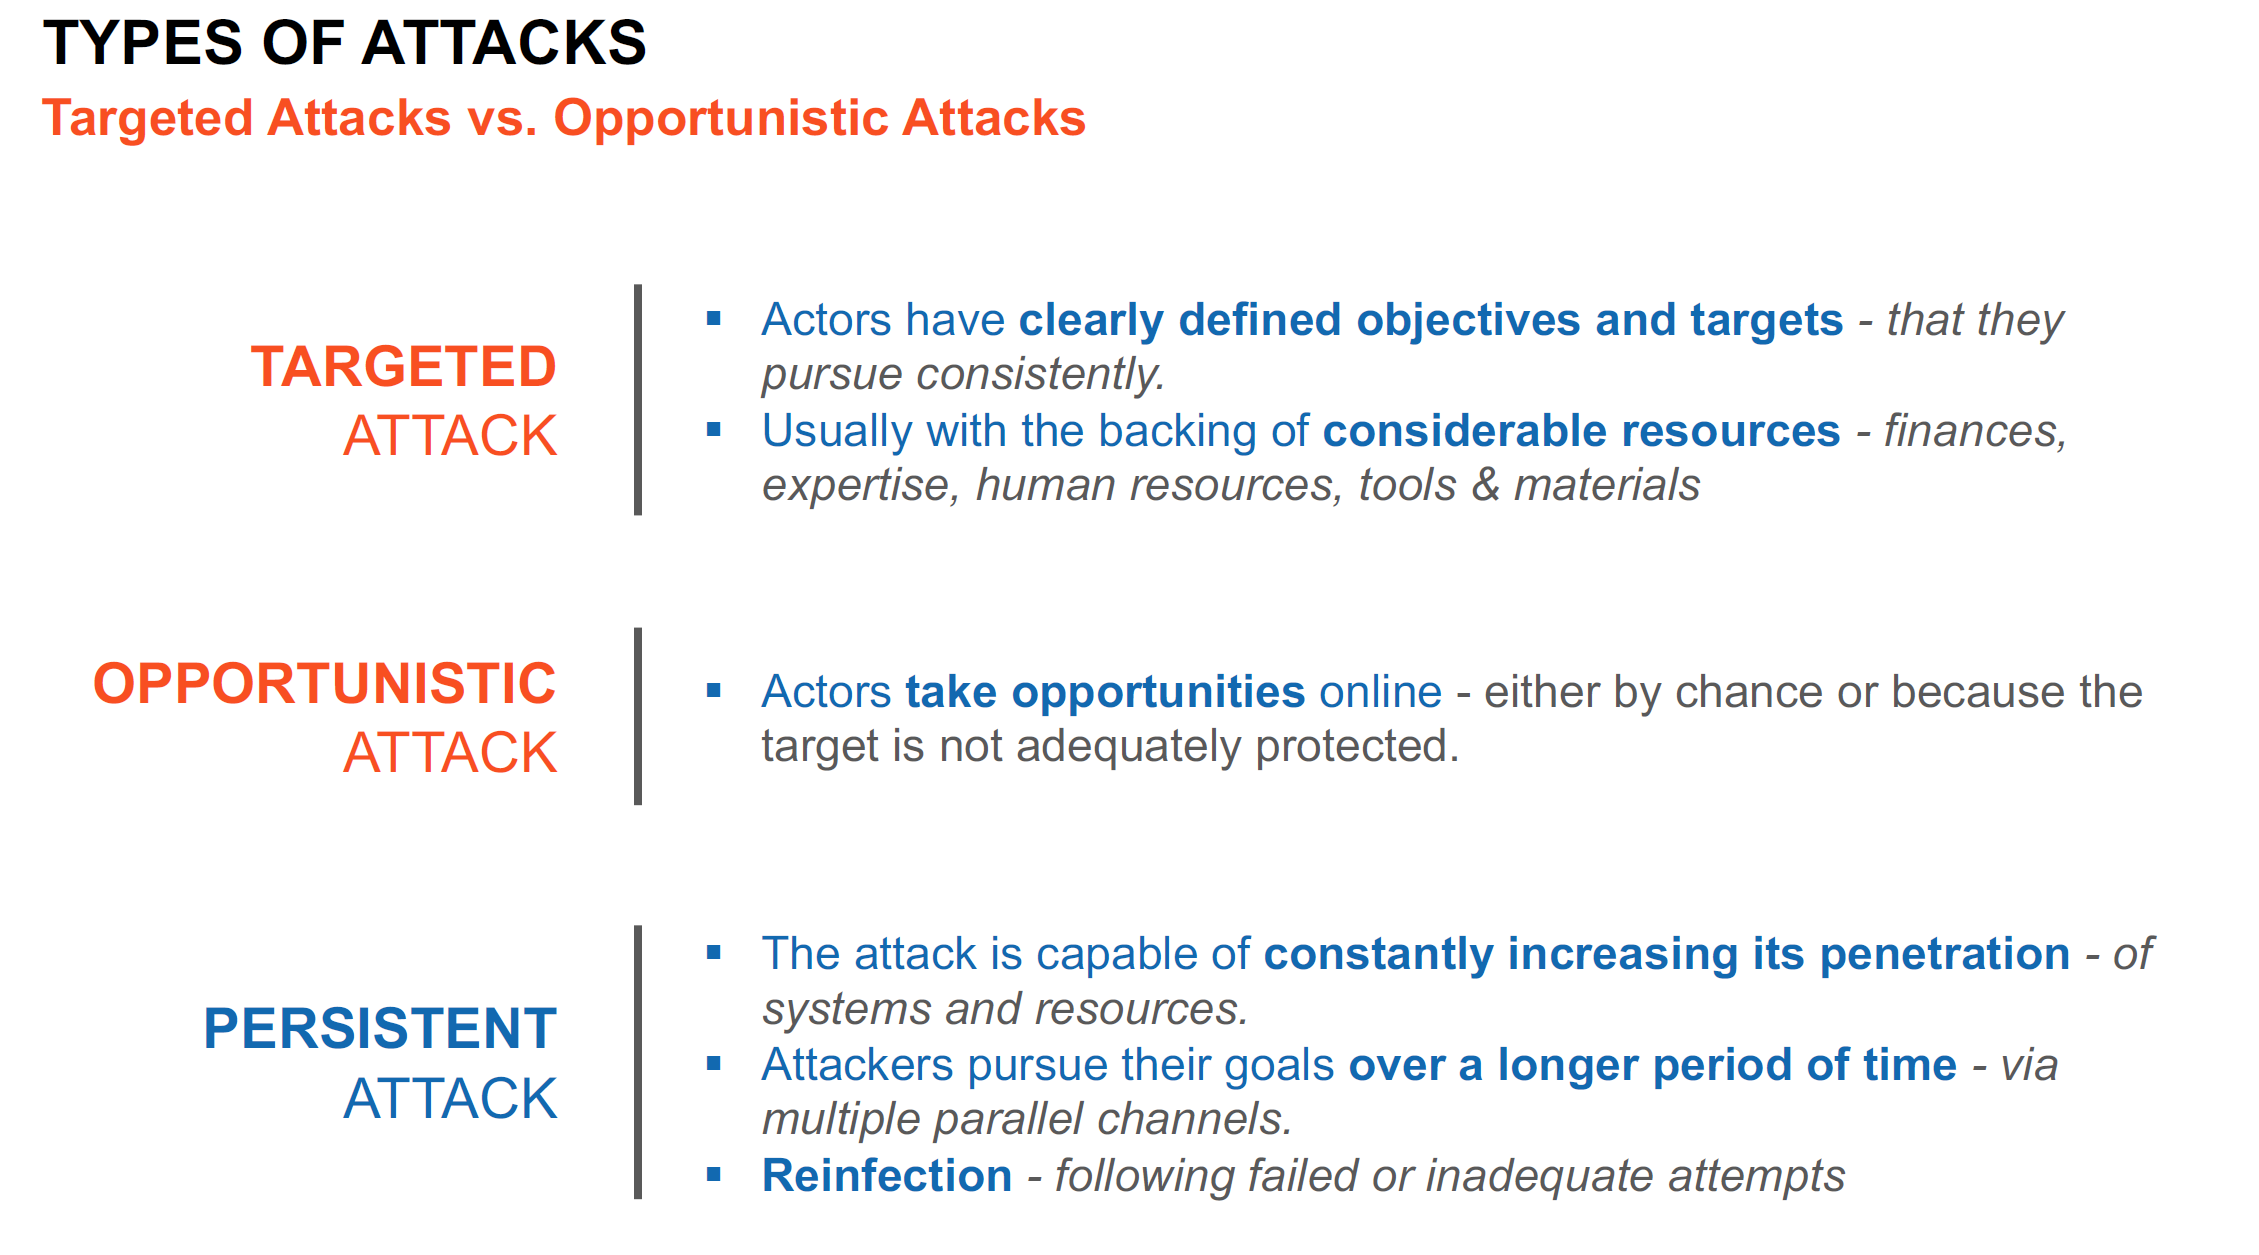 TYPES OF ATTACKS
Targeted Attacks vs. Opportunistic Attacks
TARGETED
ATTACK
▪ Actors have clearly defined objectives and targets - that they
pursue consistently.
▪ Usually with the backing of considerable resources - finances,
expertise, human resources, tools & materials
OPPORTUNISTIC
ATTACK
▪ Actors take opportunities online - either by chance or because the
target is not adequately protected.
PERSISTENT
ATTACK
▪ The attack is capable of constantly increasing its penetration - of
systems and resources.
▪ Attackers pursue their goals over a longer period of time - via
multiple parallel channels.
▪ Reinfection - following failed or inadequate attempts